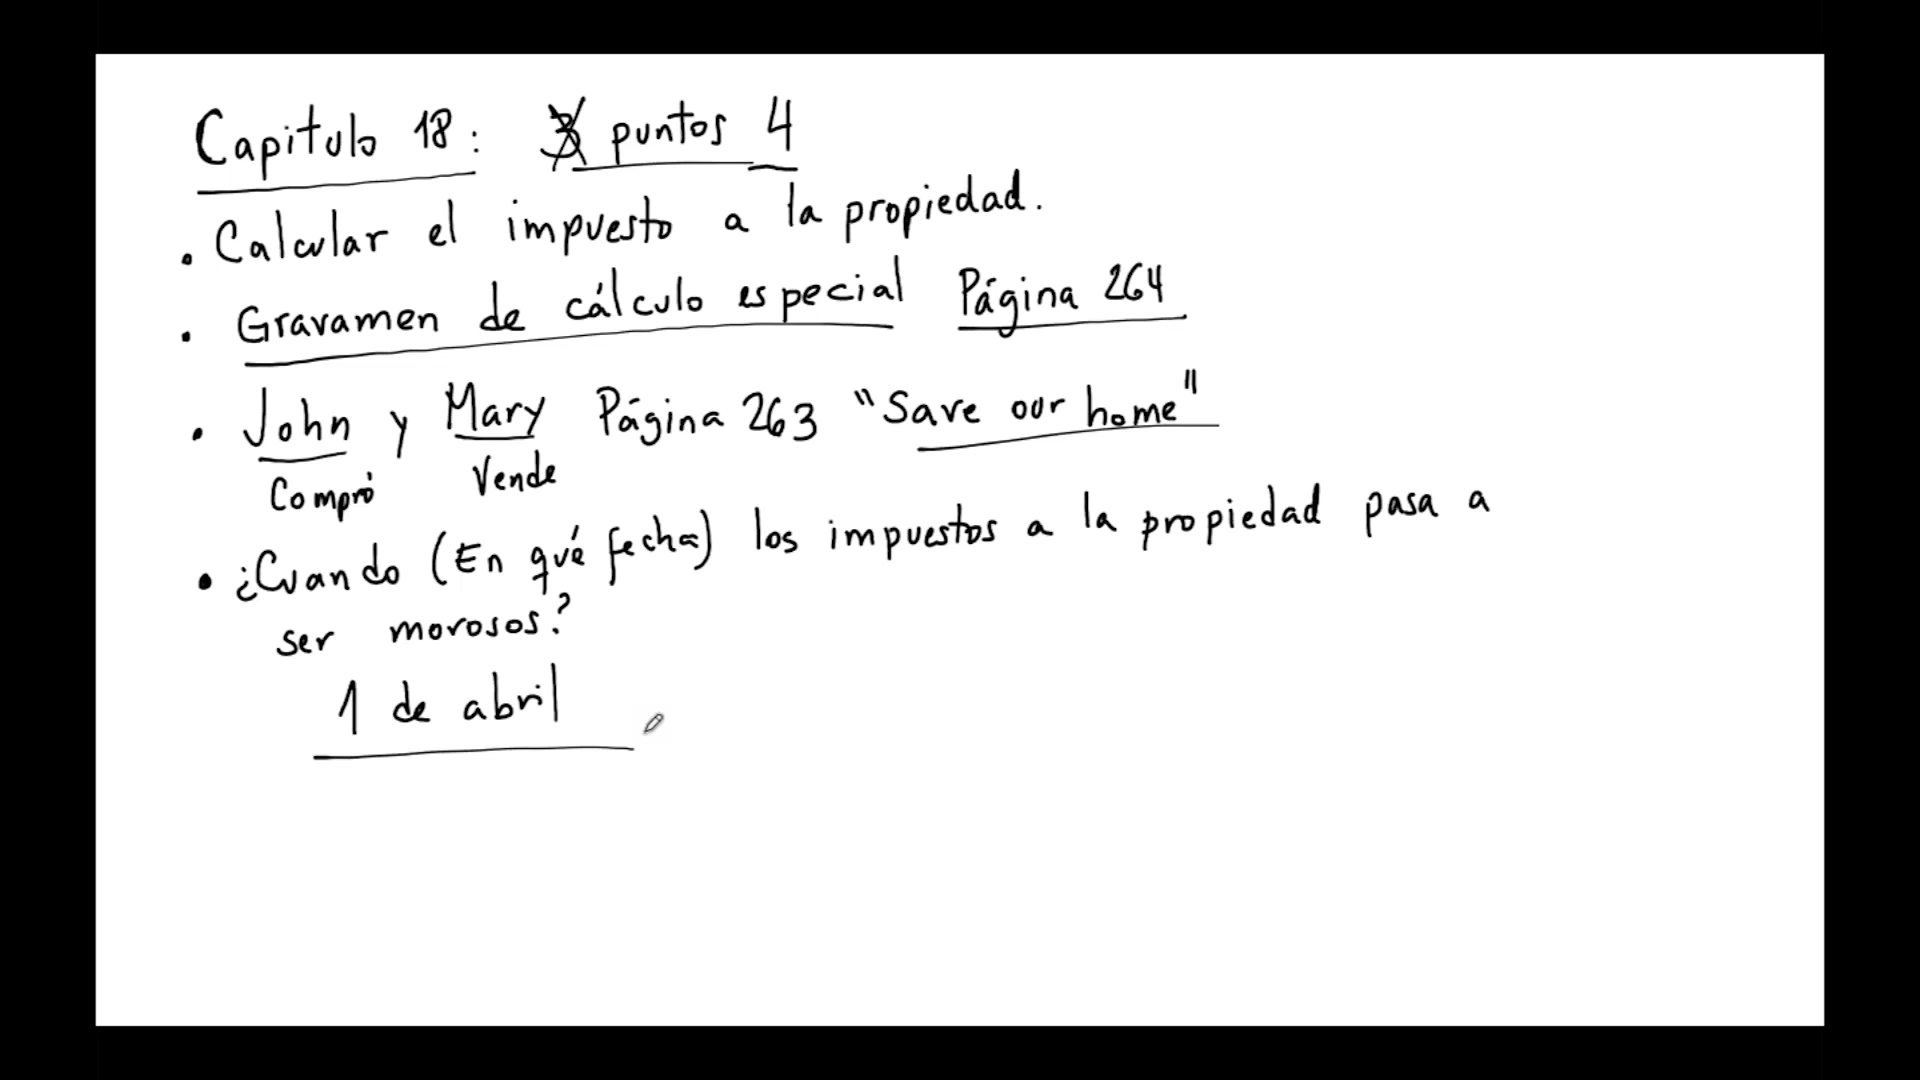 Capitulo 18: 3 puntos 4
• Calcular el impuesto a la propiedad.
• Gravamen de cálculo especial Página 264
• John y Mary Página 263 "Save our home"
Compró Vende
• ¿Cuando (En qué fecha) los impuestos a la propiedad pasa a
ser morosos?
1 de abril